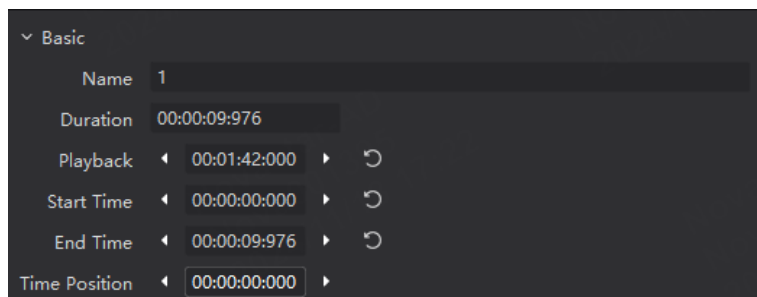 Basic
Name 1
Duration 00:00:09:976
Playback 00:01:42:000
Start Time 00:00:00:000
End Time 00:00:09:976
Time Position 00:00:00:000